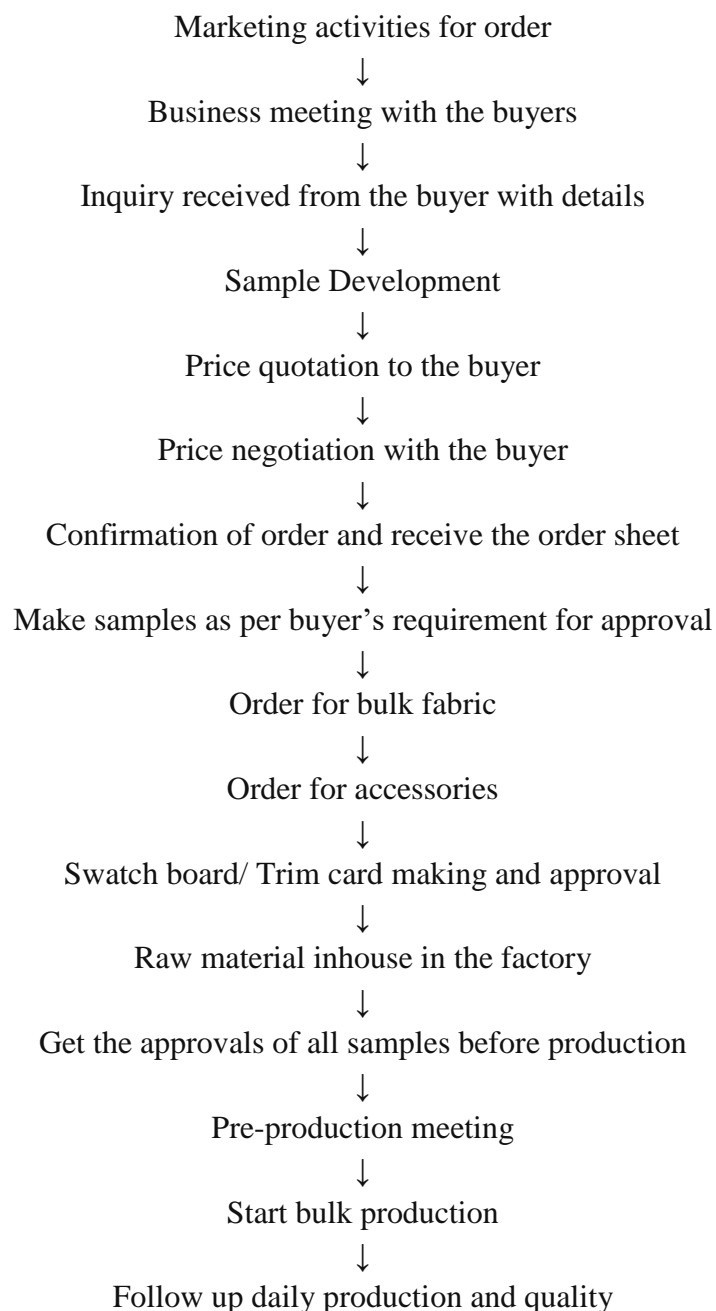 Marketing activities for order
↓
Business meeting with the buyers
↓
Inquiry received from the buyer with details
↓
Sample Development
↓
Price quotation to the buyer
↓
Price negotiation with the buyer
↓
Confirmation of order and receive the order sheet
↓
Make samples as per buyer’s requirement for approval
↓
Order for bulk fabric
↓
Order for accessories
↓
Swatch board/ Trim card making and approval
↓
Raw material inhouse in the factory
↓
Get the approvals of all samples before production
↓
Pre-production meeting
↓
Start bulk production
↓
Follow up daily production and quality